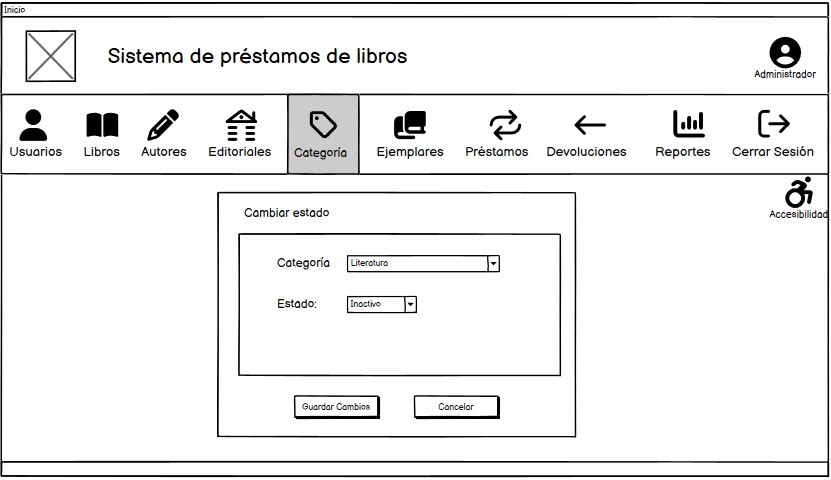 Inicio
Sistema de préstamos de libros
Administrador
Usuarios Libros Autores Editoriales Categoría Ejemplares Préstamos Devoluciones Reportes Cerrar Sesión
Accesibilidad
Cambiar estado
Categoría Literatura
Estado: Inactivo
Guardar Cambios Cancelar